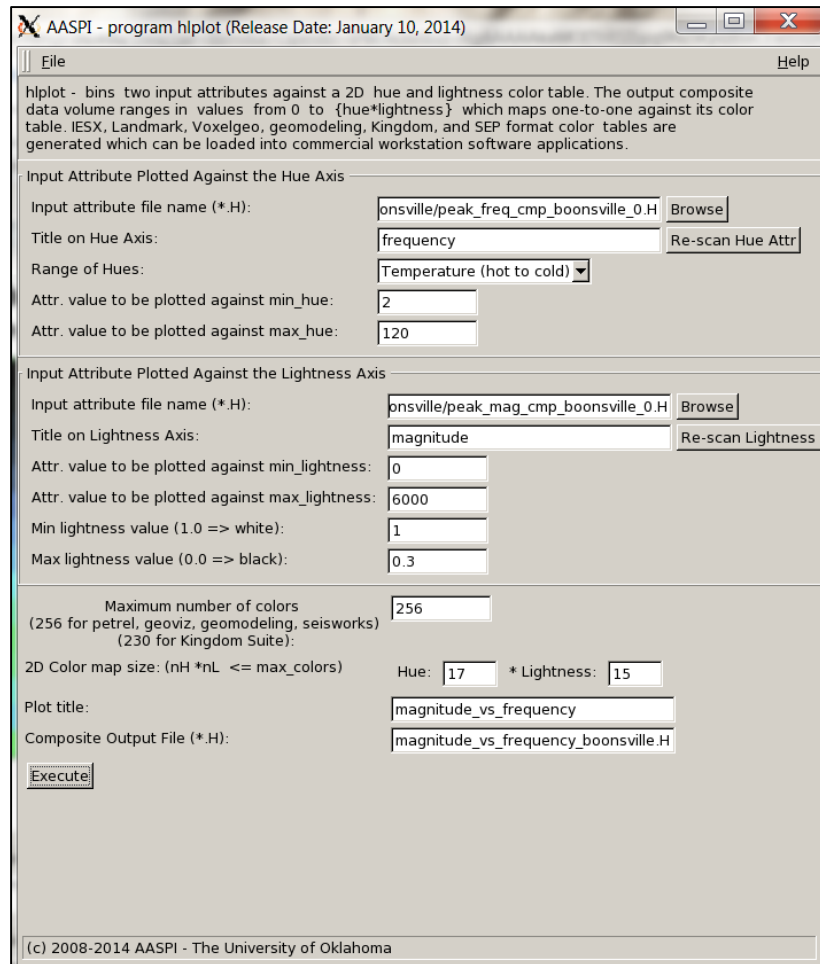 AASPI - program hlplot (Release Date: January 10, 2014)
File Help
hlplot - bins two input attributes against a 2D hue and lightness color table. The output composite
data volume ranges in values from 0 to {hue*lightness} which maps one-to-one against its color
table. IESX, Landmark, Voxelgeo, geomodeling, Kingdom, and SEP format color tables are
generated which can be loaded into commercial workstation software applications.
Input Attribute Plotted Against the Hue Axis
Input attribute file name (*.H): onsville/peak_freq_cmp_boonsville_0.H Browse
Title on Hue Axis: frequency Re-scan Hue Attr
Range of Hues: Temperature (hot to cold)
Attr. value to be plotted against min_hue: 2
Attr. value to be plotted against max_hue: 120
Input Attribute Plotted Against the Lightness Axis
Input attribute file name (*.H): onsville/peak_mag_cmp_boonsville_0.H Browse
Title on Lightness Axis: magnitude Re-scan Lightness
Attr. value to be plotted against min_lightness: 0
Attr. value to be plotted against max_lightness: 6000
Min lightness value (1.0 => white): 1
Max lightness value (0.0 => black): 0.3
Maximum number of colors 256
(256 for petrel, geoviz, geomodeling, seisworks)
(230 for Kingdom Suite):
2D Color map size: (nH *nL <= max_colors) Hue: 17 * Lightness: 15
Plot title: magnitude_vs_frequency
Composite Output File (*.H): magnitude_vs_frequency_boonsville.H
Execute
(c) 2008-2014 AASPI - The University of Oklahoma